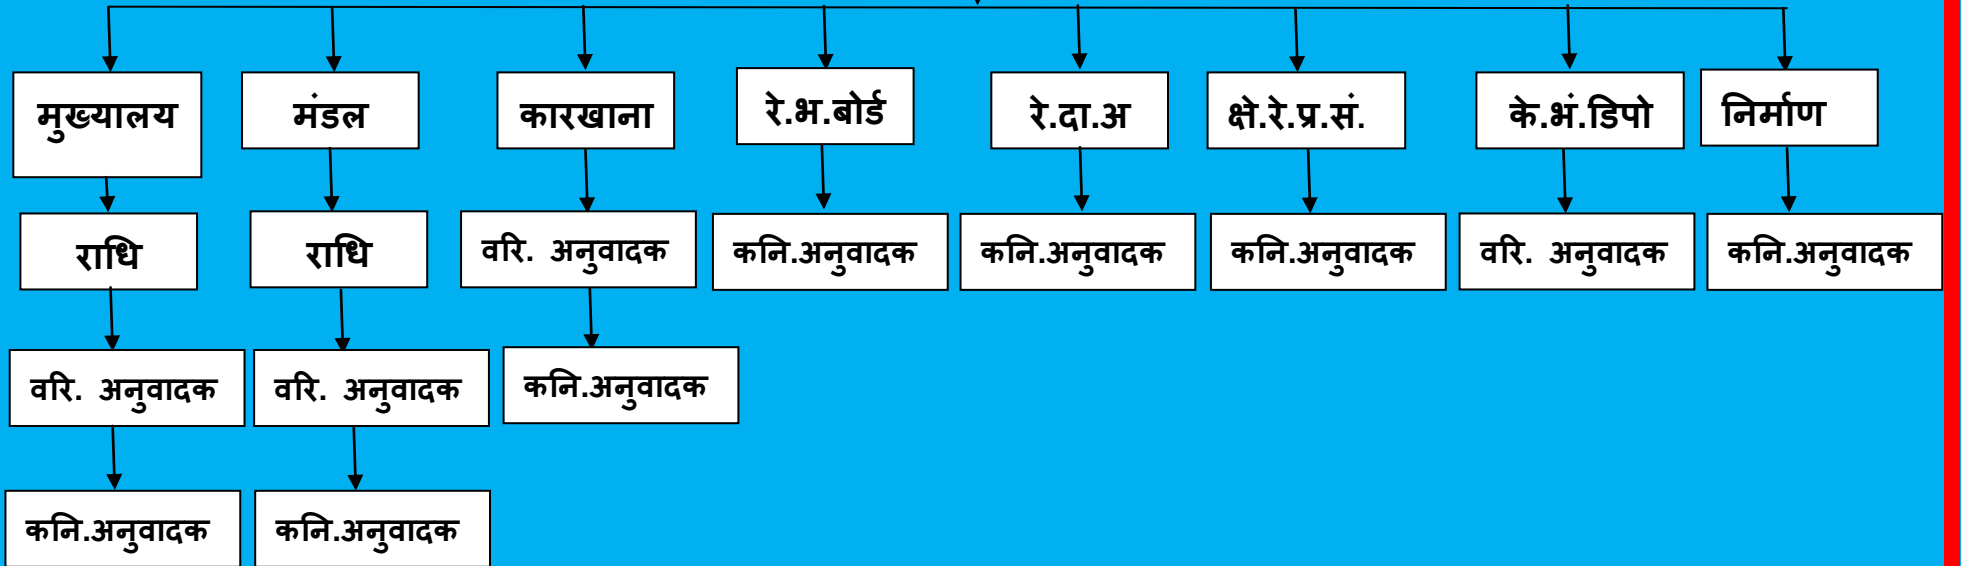 मुख्यालय
मंडल
कारखाना
रे.भ.बोर्ड
रे.दा.अ
क्षे.रे.प्र.सं.
के.भं.डिपो
निर्माण
राधि
राधि
वरि. अनुवादक
कनि.अनुवादक
कनि.अनुवादक
कनि.अनुवादक
वरि. अनुवादक
कनि.अनुवादक
वरि. अनुवादक
वरि. अनुवादक
कनि.अनुवादक
कनि.अनुवादक
कनि.अनुवादक